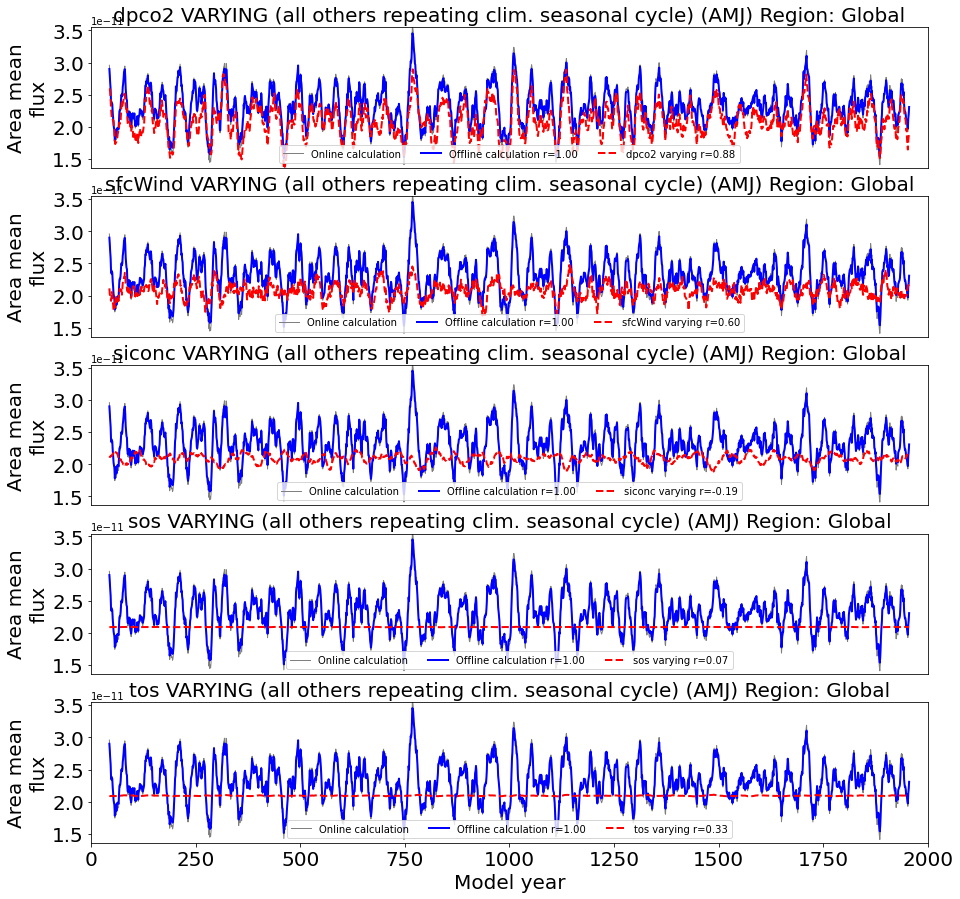 dpco2 VARYING (all others repeating clim. seasonal cycle) (AMJ) Region: Global
1e−11
3.5
3.0
2.5
2.0
1.5
Area mean
flux
Online calculation
Offline calculation r=1.00
dpco2 varying r=0.88
sfcWind VARYING (all others repeating clim. seasonal cycle) (AMJ) Region: Global
1e−11
3.5
3.0
2.5
2.0
1.5
Area mean
flux
Online calculation
Offline calculation r=1.00
sfcWind varying r=0.60
siconc VARYING (all others repeating clim. seasonal cycle) (AMJ) Region: Global
1e−11
3.5
3.0
2.5
2.0
1.5
Area mean
flux
Online calculation
Offline calculation r=1.00
siconc varying r=-0.19
sos VARYING (all others repeating clim. seasonal cycle) (AMJ) Region: Global
1e−11
3.5
3.0
2.5
2.0
1.5
Area mean
flux
Online calculation
Offline calculation r=1.00
sos varying r=0.07
tos VARYING (all others repeating clim. seasonal cycle) (AMJ) Region: Global
1e−11
3.5
3.0
2.5
2.0
1.5
Area mean
flux
Online calculation
Offline calculation r=1.00
tos varying r=0.33
0 250 500 750 1000 1250 1500 1750 2000
Model year